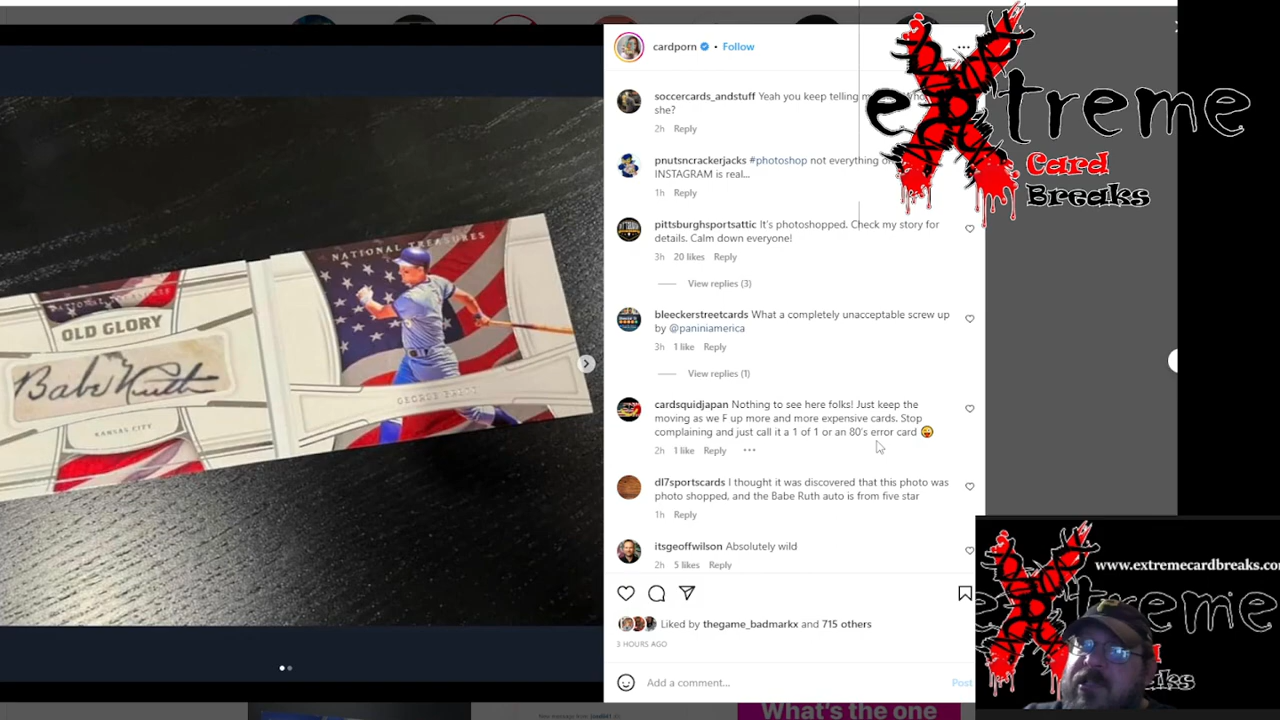 cardporn • Follow
soccercards_andstuff Yeah you keep telling
she?
2h Reply
pnutsncrackerjacks #photoshop not everything
INSTAGRAM is real...
1h Reply
pittsburghsportsattic It's photoshopped. Check my story for
details. Calm down everyone!
3h 20 likes Reply
View replies (3)
bleeckerstreetcards What a completely unacceptable screw up
by @paniniamerica
3h 1 like Reply
View replies (1)
cardsquidjapan Nothing to see here folks! Just keep the
moving as we F up more and more expensive cards. Stop
complaining and just call it a 1 of 1 or an 80's error card 😜
2h 1 like Reply •••
dl7sportscards I thought it was discovered that this photo was
photo shopped, and the Babe Ruth auto is from five star
1h Reply
itsgeoffwilson Absolutely wild
2h 5 likes Reply
Liked by thegame_badmarkx and 715 others
3 HOURS AGO
Add a comment...
Post
NATIONAL TREASURES
OLD GLORY
Babe Ruth
KANSAS CITY
NATIONAL TREASURES
GEORGE BRETT
eXtreme
Card
Breaks
www.extremecardbreaks.co
eXtreme
What's the one